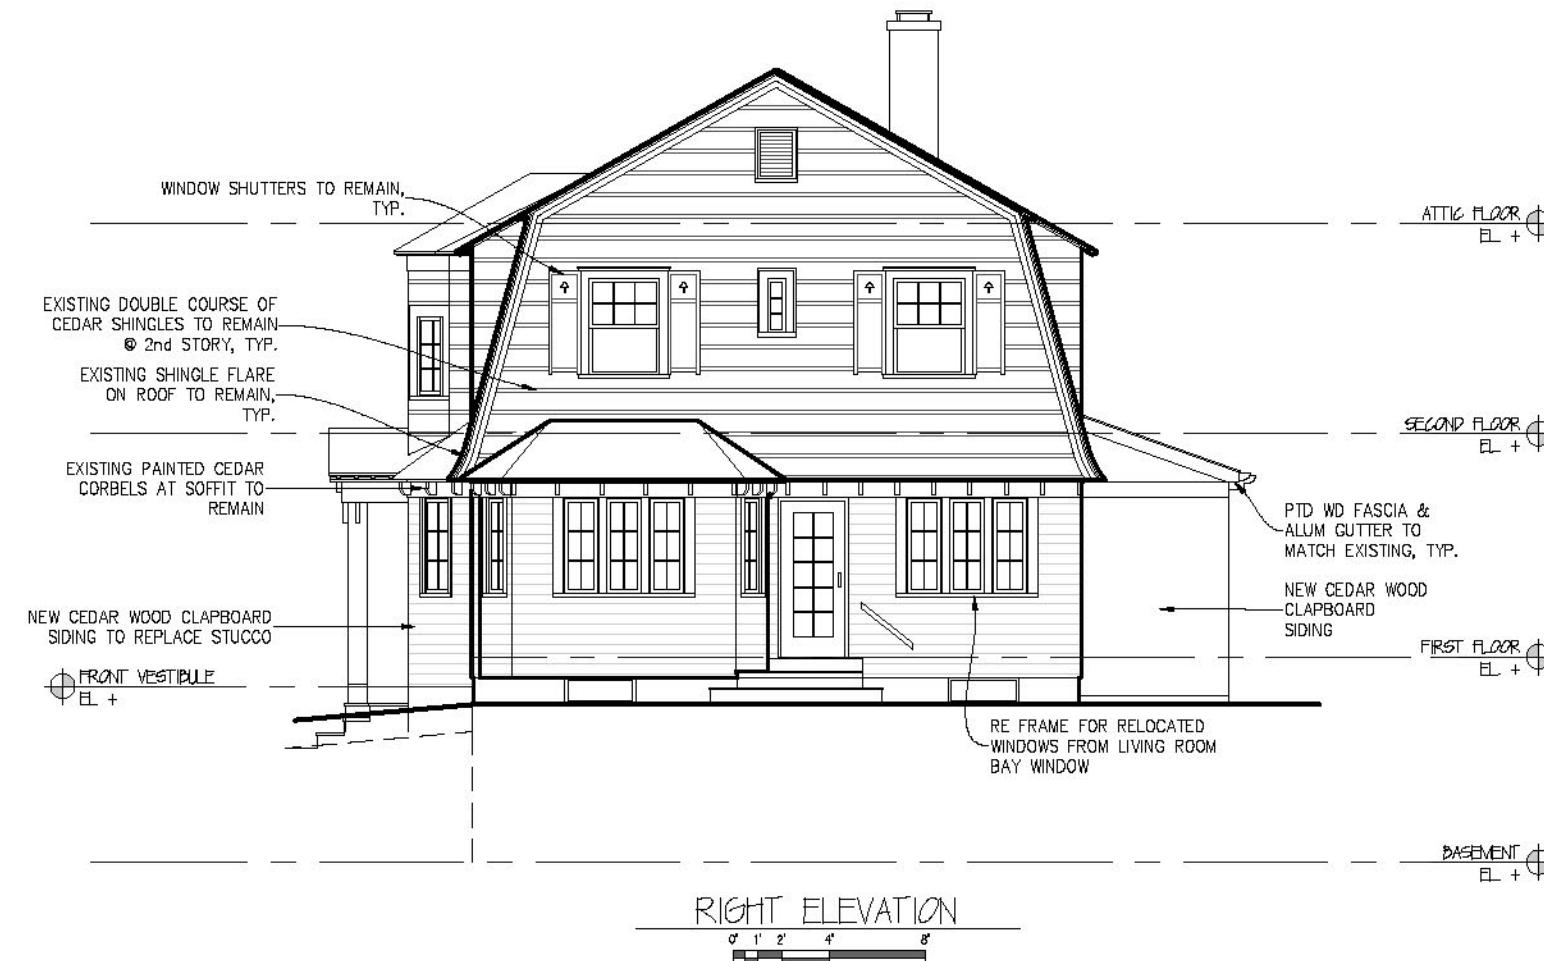 WINDOW SHUTTERS TO REMAIN,
TYP.
ATTIC FLOOR
EL +
EXISTING DOUBLE COURSE OF
CEDAR SHINGLES TO REMAIN
@ 2nd STORY, TYP.
EXISTING SHINGLE FLARE
ON ROOF TO REMAIN,
TYP.
SECOND FLOOR
EL +
EXISTING PAINTED CEDAR
CORBELS AT SOFFIT TO
REMAIN
PTD WD FASCIA &
ALUM GUTTER TO
MATCH EXISTING, TYP.
NEW CEDAR WOOD
CLAPBOARD
SIDING
NEW CEDAR WOOD CLAPBOARD
SIDING TO REPLACE STUCCO
FIRST FLOOR
EL +
FRONT VESTIBULE
EL +
RE FRAME FOR RELOCATED
WINDOWS FROM LIVING ROOM
BAY WINDOW
BASEMENT
EL +
RIGHT ELEVATION
0' 1' 2' 4' 8'